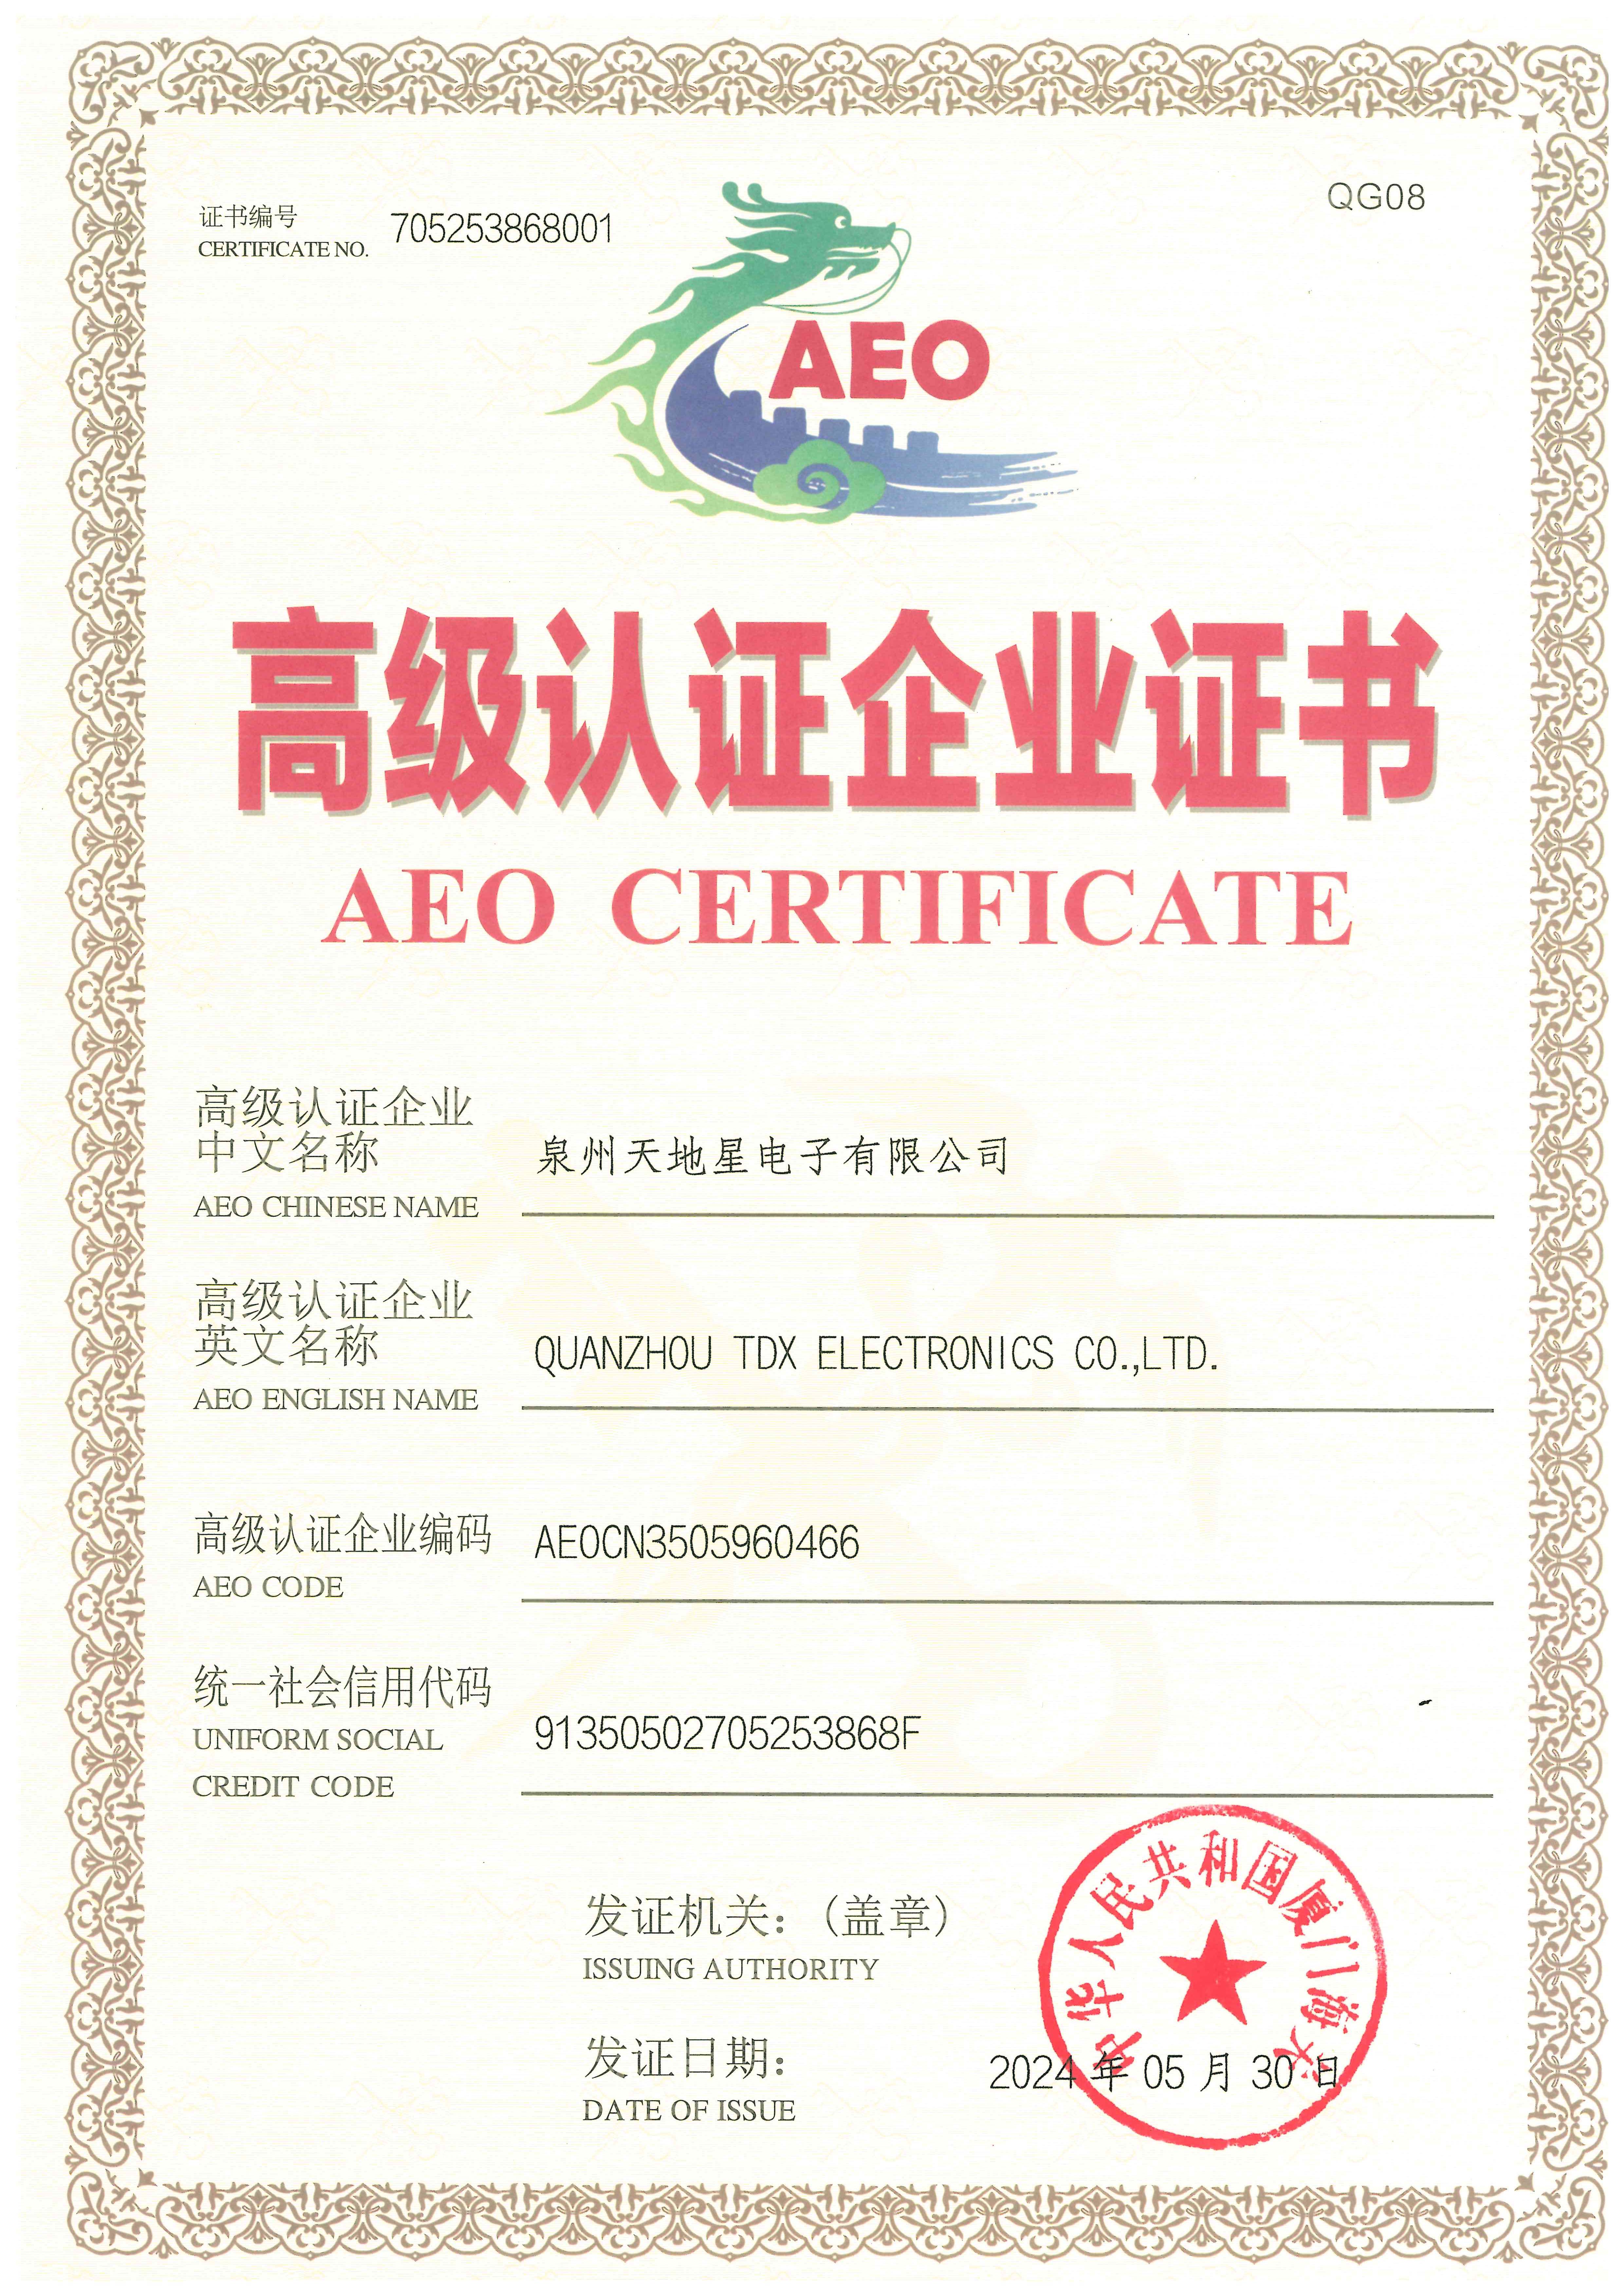 证书编号
CERTIFICATE NO.
705253868001
QG08
AEO
高级认证企业证书
AEO CERTIFICATE
高级认证企业
中文名称
AEO CHINESE NAME
泉州天地星电子有限公司
高级认证企业
英文名称
AEO ENGLISH NAME
QUANZHOU TDX ELECTRONICS CO.,LTD.
高级认证企业编码
AEO CODE
AEOCN3505960466
统一社会信用代码
UNIFORM SOCIAL
CREDIT CODE
91350502705253868F
发证机关：（盖章）
ISSUING AUTHORITY
中华人民共和国厦门海关
发证日期：
DATE OF ISSUE
2024 年 05 月 30 日